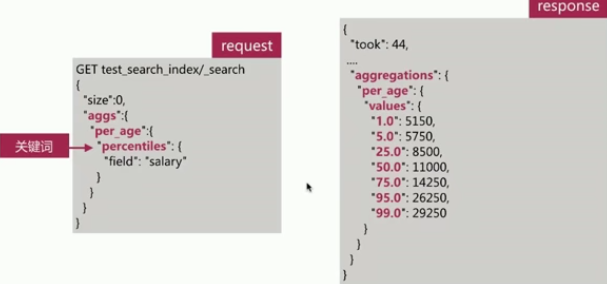 request
GET test_search_index/_search
{
"size":0,
"aggs":{
"per_age":{
关键词
"percentiles": {
"field": "salary"
}
}
}
}
response
{
"took": 44,
....
"aggregations": {
"per_age": {
"values": {
"1.0": 5150,
"5.0": 5750,
"25.0": 8500,
"50.0": 11000,
"75.0": 14250,
"95.0": 26250,
"99.0": 29250
}
}
}
}